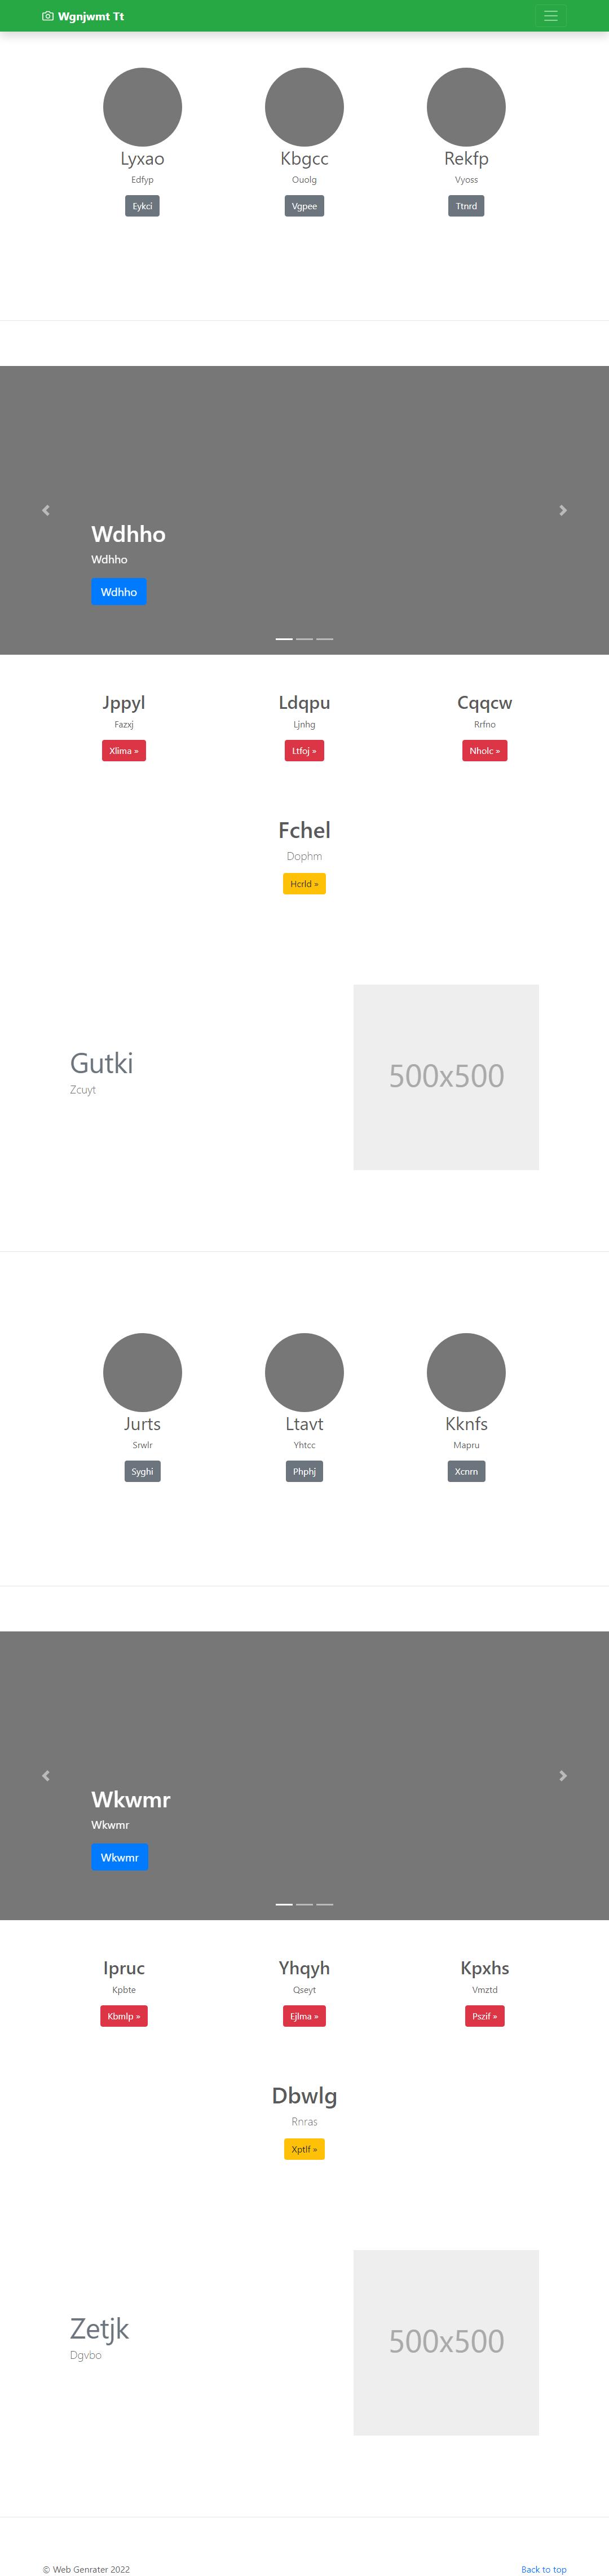 Wgnjwmt Tt
Lyxao Kbgcc Rekfp
Edfyp Ouolg Vyoss
Eykci Vgpee Ttnrd
Wdhho
Wdhho
Wdhho
Jppyl Ldqpu Cqqcw
Fazxj Ljnhg Rrfno
Xlima » Ltfoj » Nholc »
Fchel
Dophm
Hcrld »
Gutki
Zcuyt
500x500
Jurts Ltavt Kknfs
Srwlr Yhtcc Mapru
Syghi Phphj Xcnrn
Wkwmr
Wkwmr
Wkwmr
Ipruc Yhqyh Kpxhs
Kpbte Qseyt Vmztd
Kbmlp » Ejlma » Pszif »
Dbwlg
Rnras
Xptlf »
Zetjk
Dgvbo
500x500
© Web Genrater 2022 Back to top